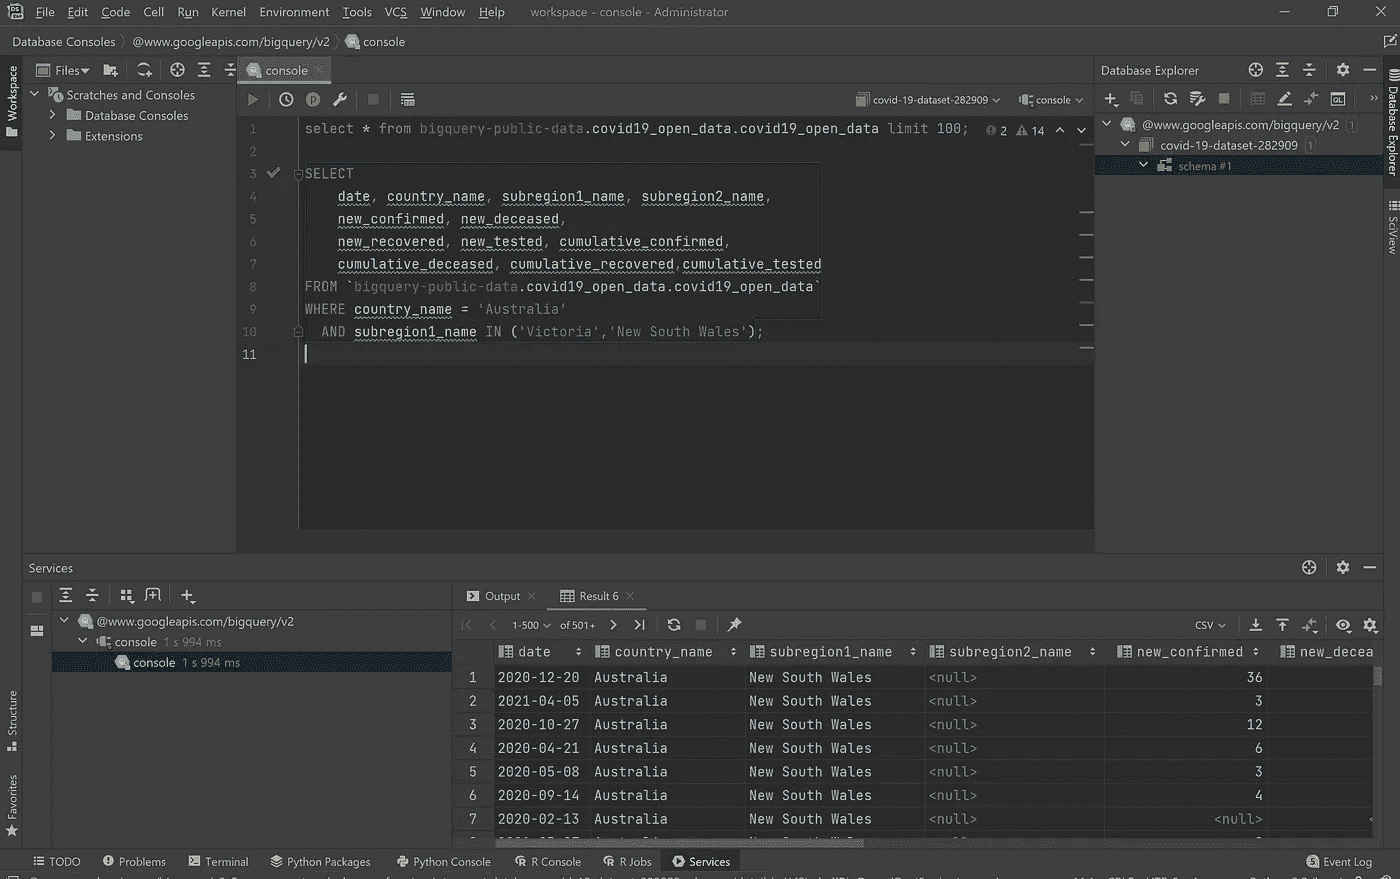 File Edit View Code Cell Run Kernel Environment Tools VCS Window Help workspace - console - Administrator
Database Consoles @www.googleapis.com/bigquery/v2 console
Workspace
Files
console
Database Explorer
Scratches and Consoles
Database Consoles
Extensions
covid-19-dataset-282909 console
1 select * from bigquery-public-data.covid19_open_data.covid19_open_data limit 100; 2 14
2
3 SELECT
4 date, country_name, subregion1_name, subregion2_name,
5 new_confirmed, new_deceased,
6 new_recovered, new_tested, cumulative_confirmed,
7 cumulative_deceased, cumulative_recovered,cumulative_tested
8 FROM `bigquery-public-data.covid19_open_data.covid19_open_data`
9 WHERE country_name = 'Australia'
10 AND subregion1_name IN ('Victoria','New South Wales');
11
QL
@www.googleapis.com/bigquery/v2 1
covid-19-dataset-282909 1
schema #1
Database Explorer
SciView
Services
@www.googleapis.com/bigquery/v2
console 1 s 994 ms
console 1 s 994 ms
Output Result 6
1-500 of 501+ CSV
date country_name subregion1_name subregion2_name new_confirmed new_decea
1 2020-12-20 Australia New South Wales <null> 36
2 2021-04-05 Australia New South Wales <null> 3
3 2020-10-27 Australia New South Wales <null> 12
4 2020-04-21 Australia New South Wales <null> 6
5 2020-05-08 Australia New South Wales <null> 3
6 2020-09-14 Australia New South Wales <null> 4
7 2020-02-13 Australia New South Wales <null> <null>
Structure
Favorites
TODO Problems Terminal Python Packages Python Console R Console R Jobs Services Event Log